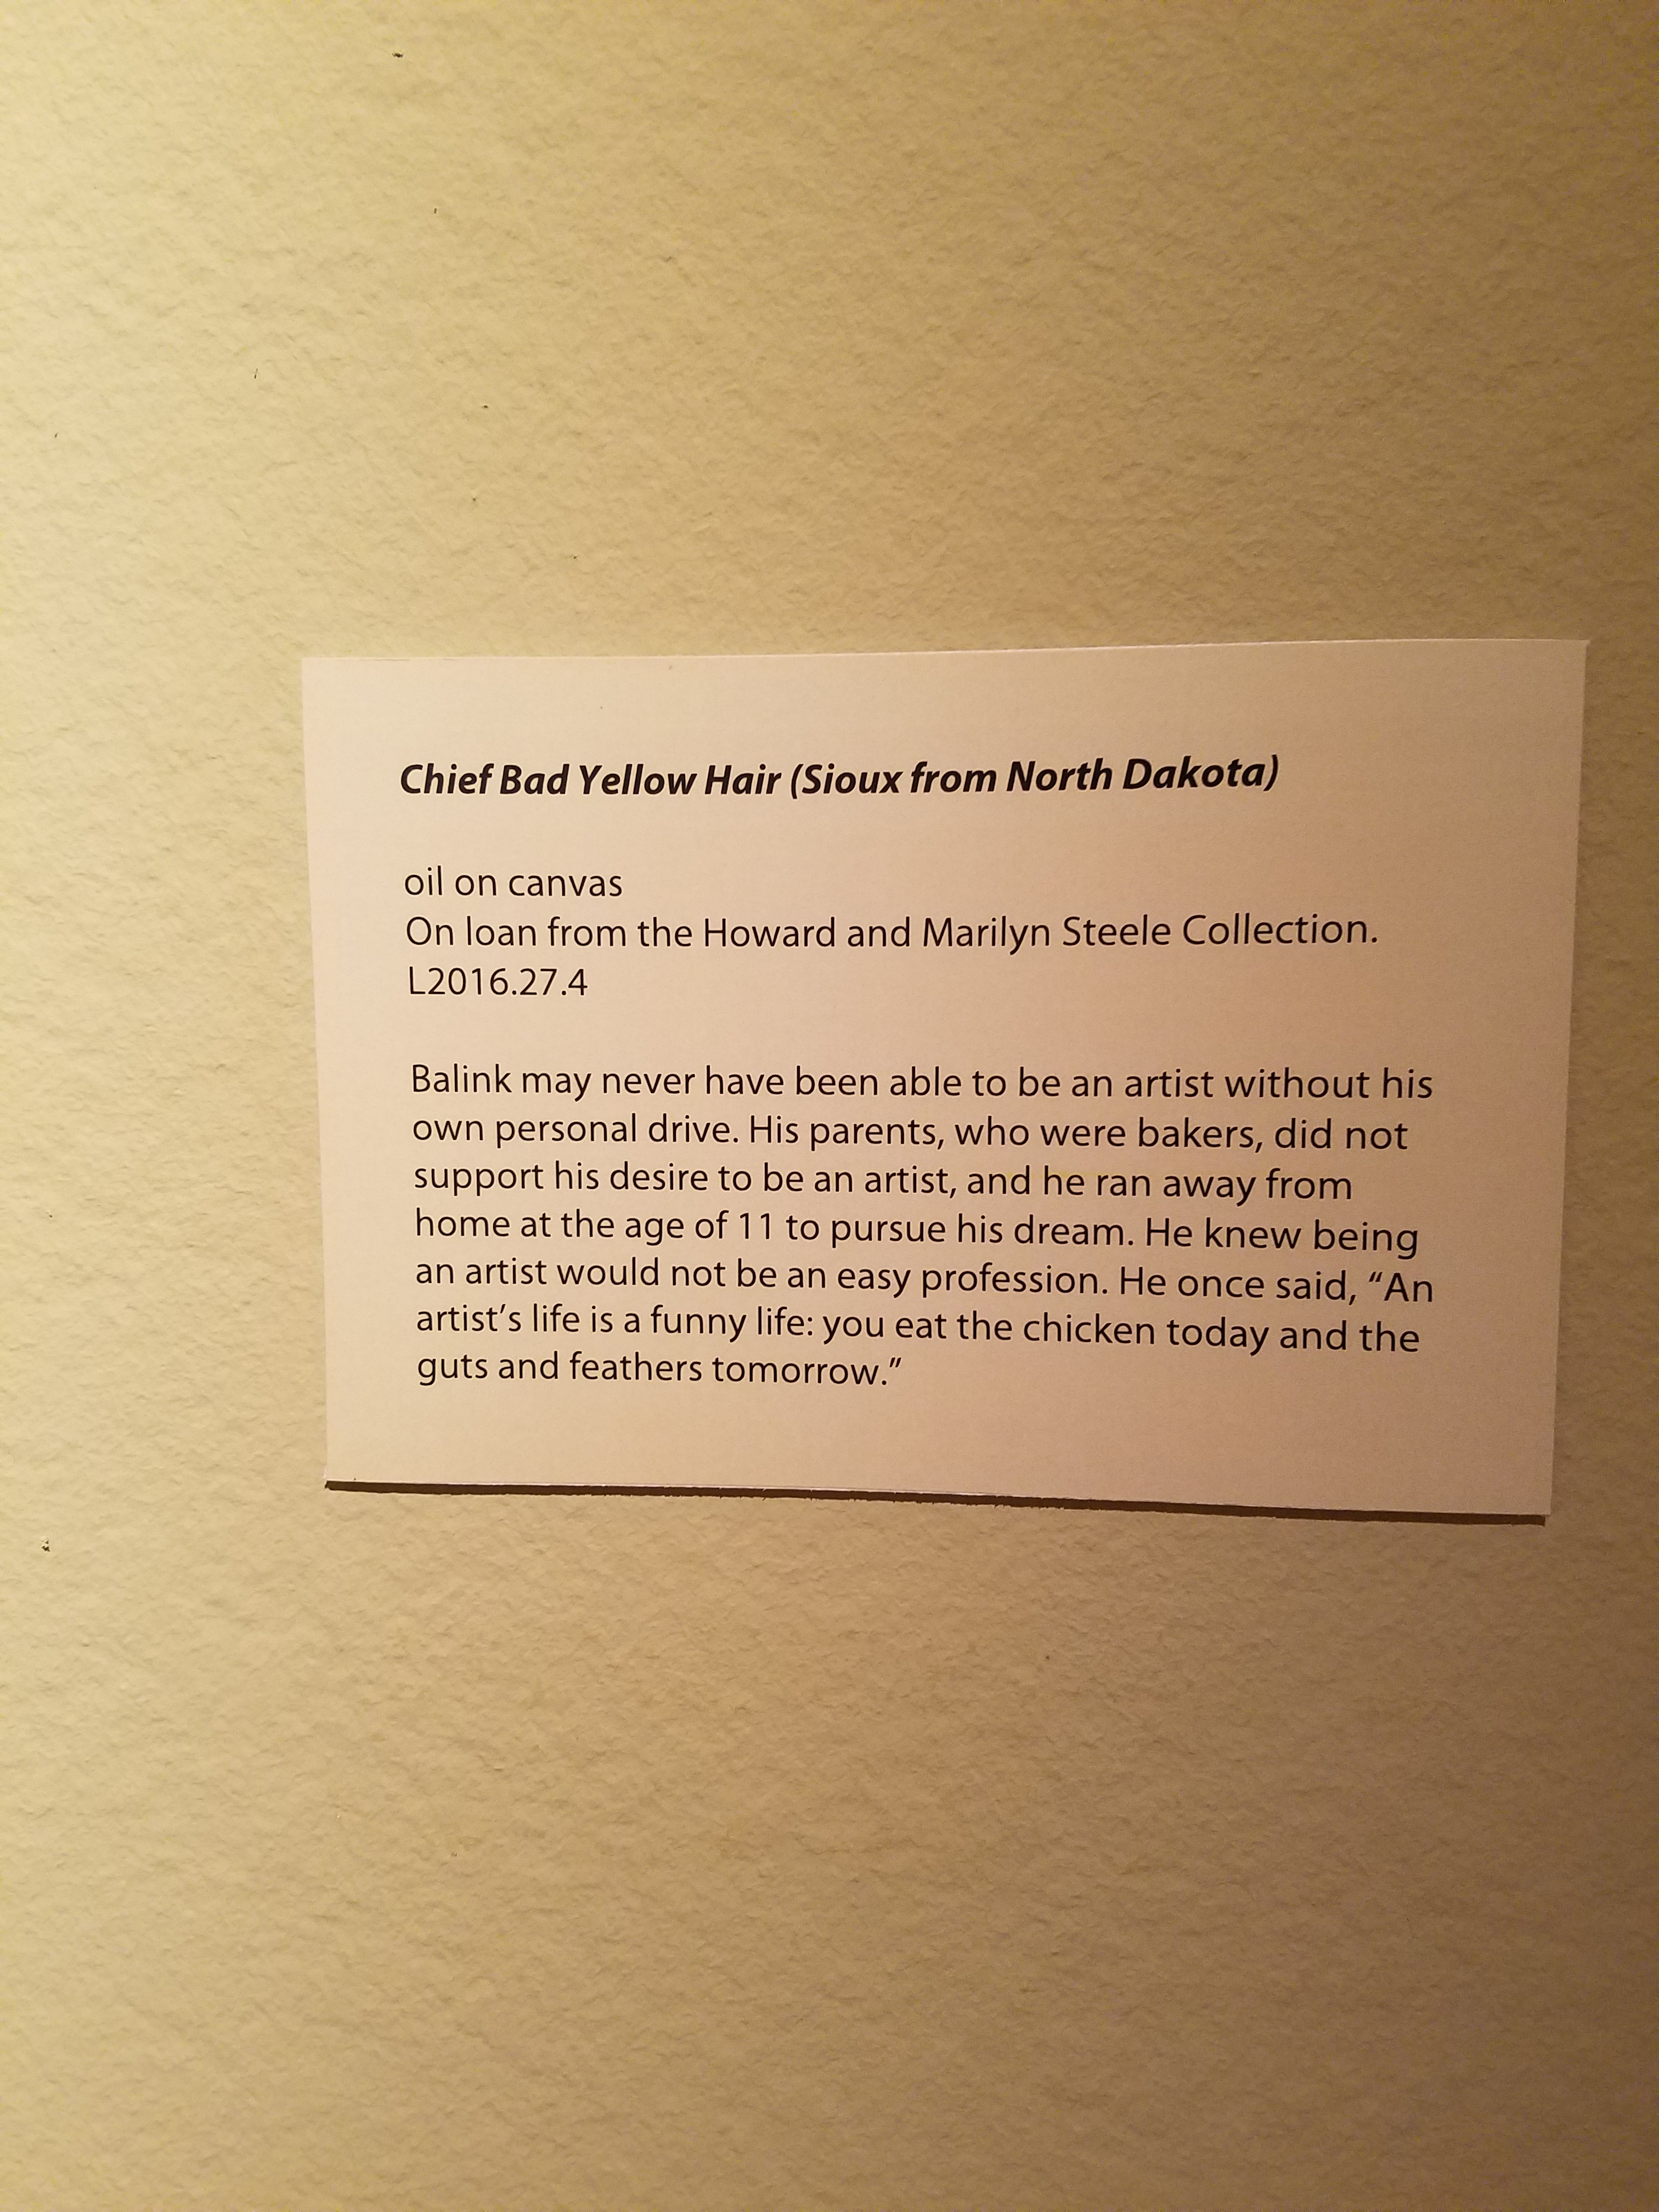 Chief Bad Yellow Hair (Sioux from North Dakota)
oil on canvas
On loan from the Howard and Marilyn Steele Collection.
L2016.27.4
Balink may never have been able to be an artist without his
own personal drive. His parents, who were bakers, did not
support his desire to be an artist, and he ran away from
home at the age of 11 to pursue his dream. He knew being
an artist would not be an easy profession. He once said, “An
artist’s life is a funny life: you eat the chicken today and the
guts and feathers tomorrow.”